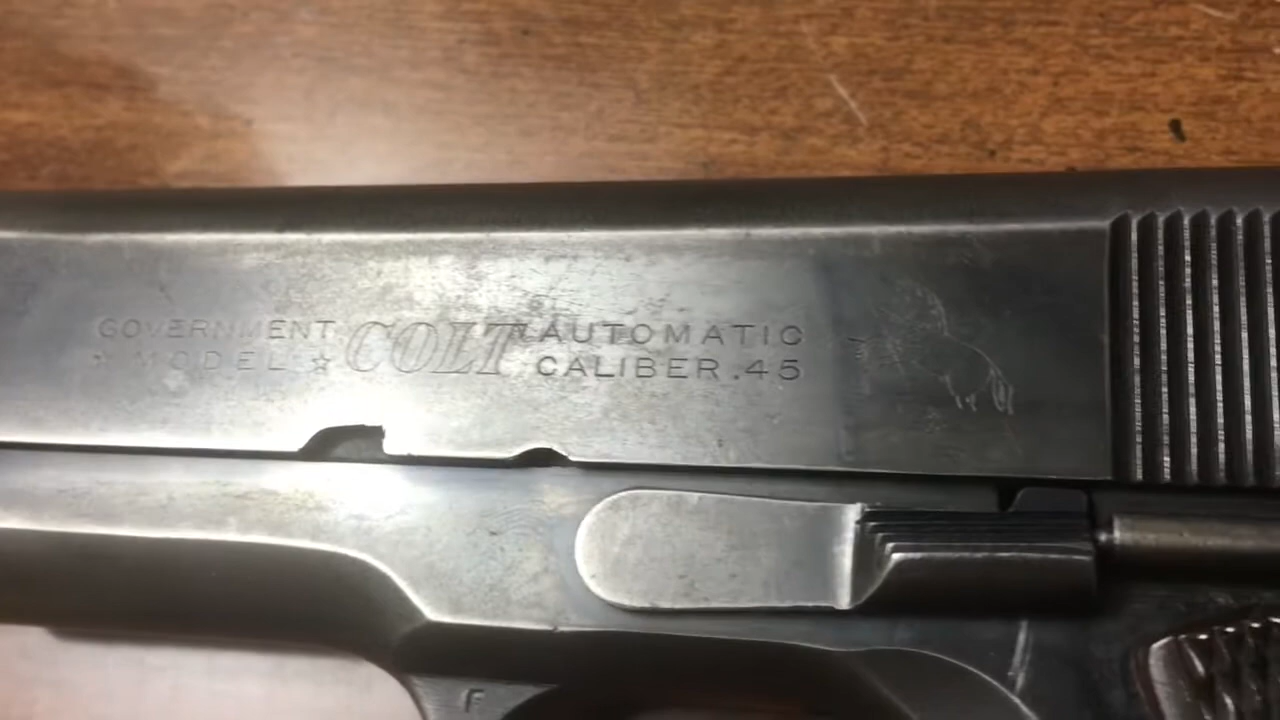 GOVERNMENT
☆ MODEL ☆
COLT
AUTOMATIC
CALIBER .45
F